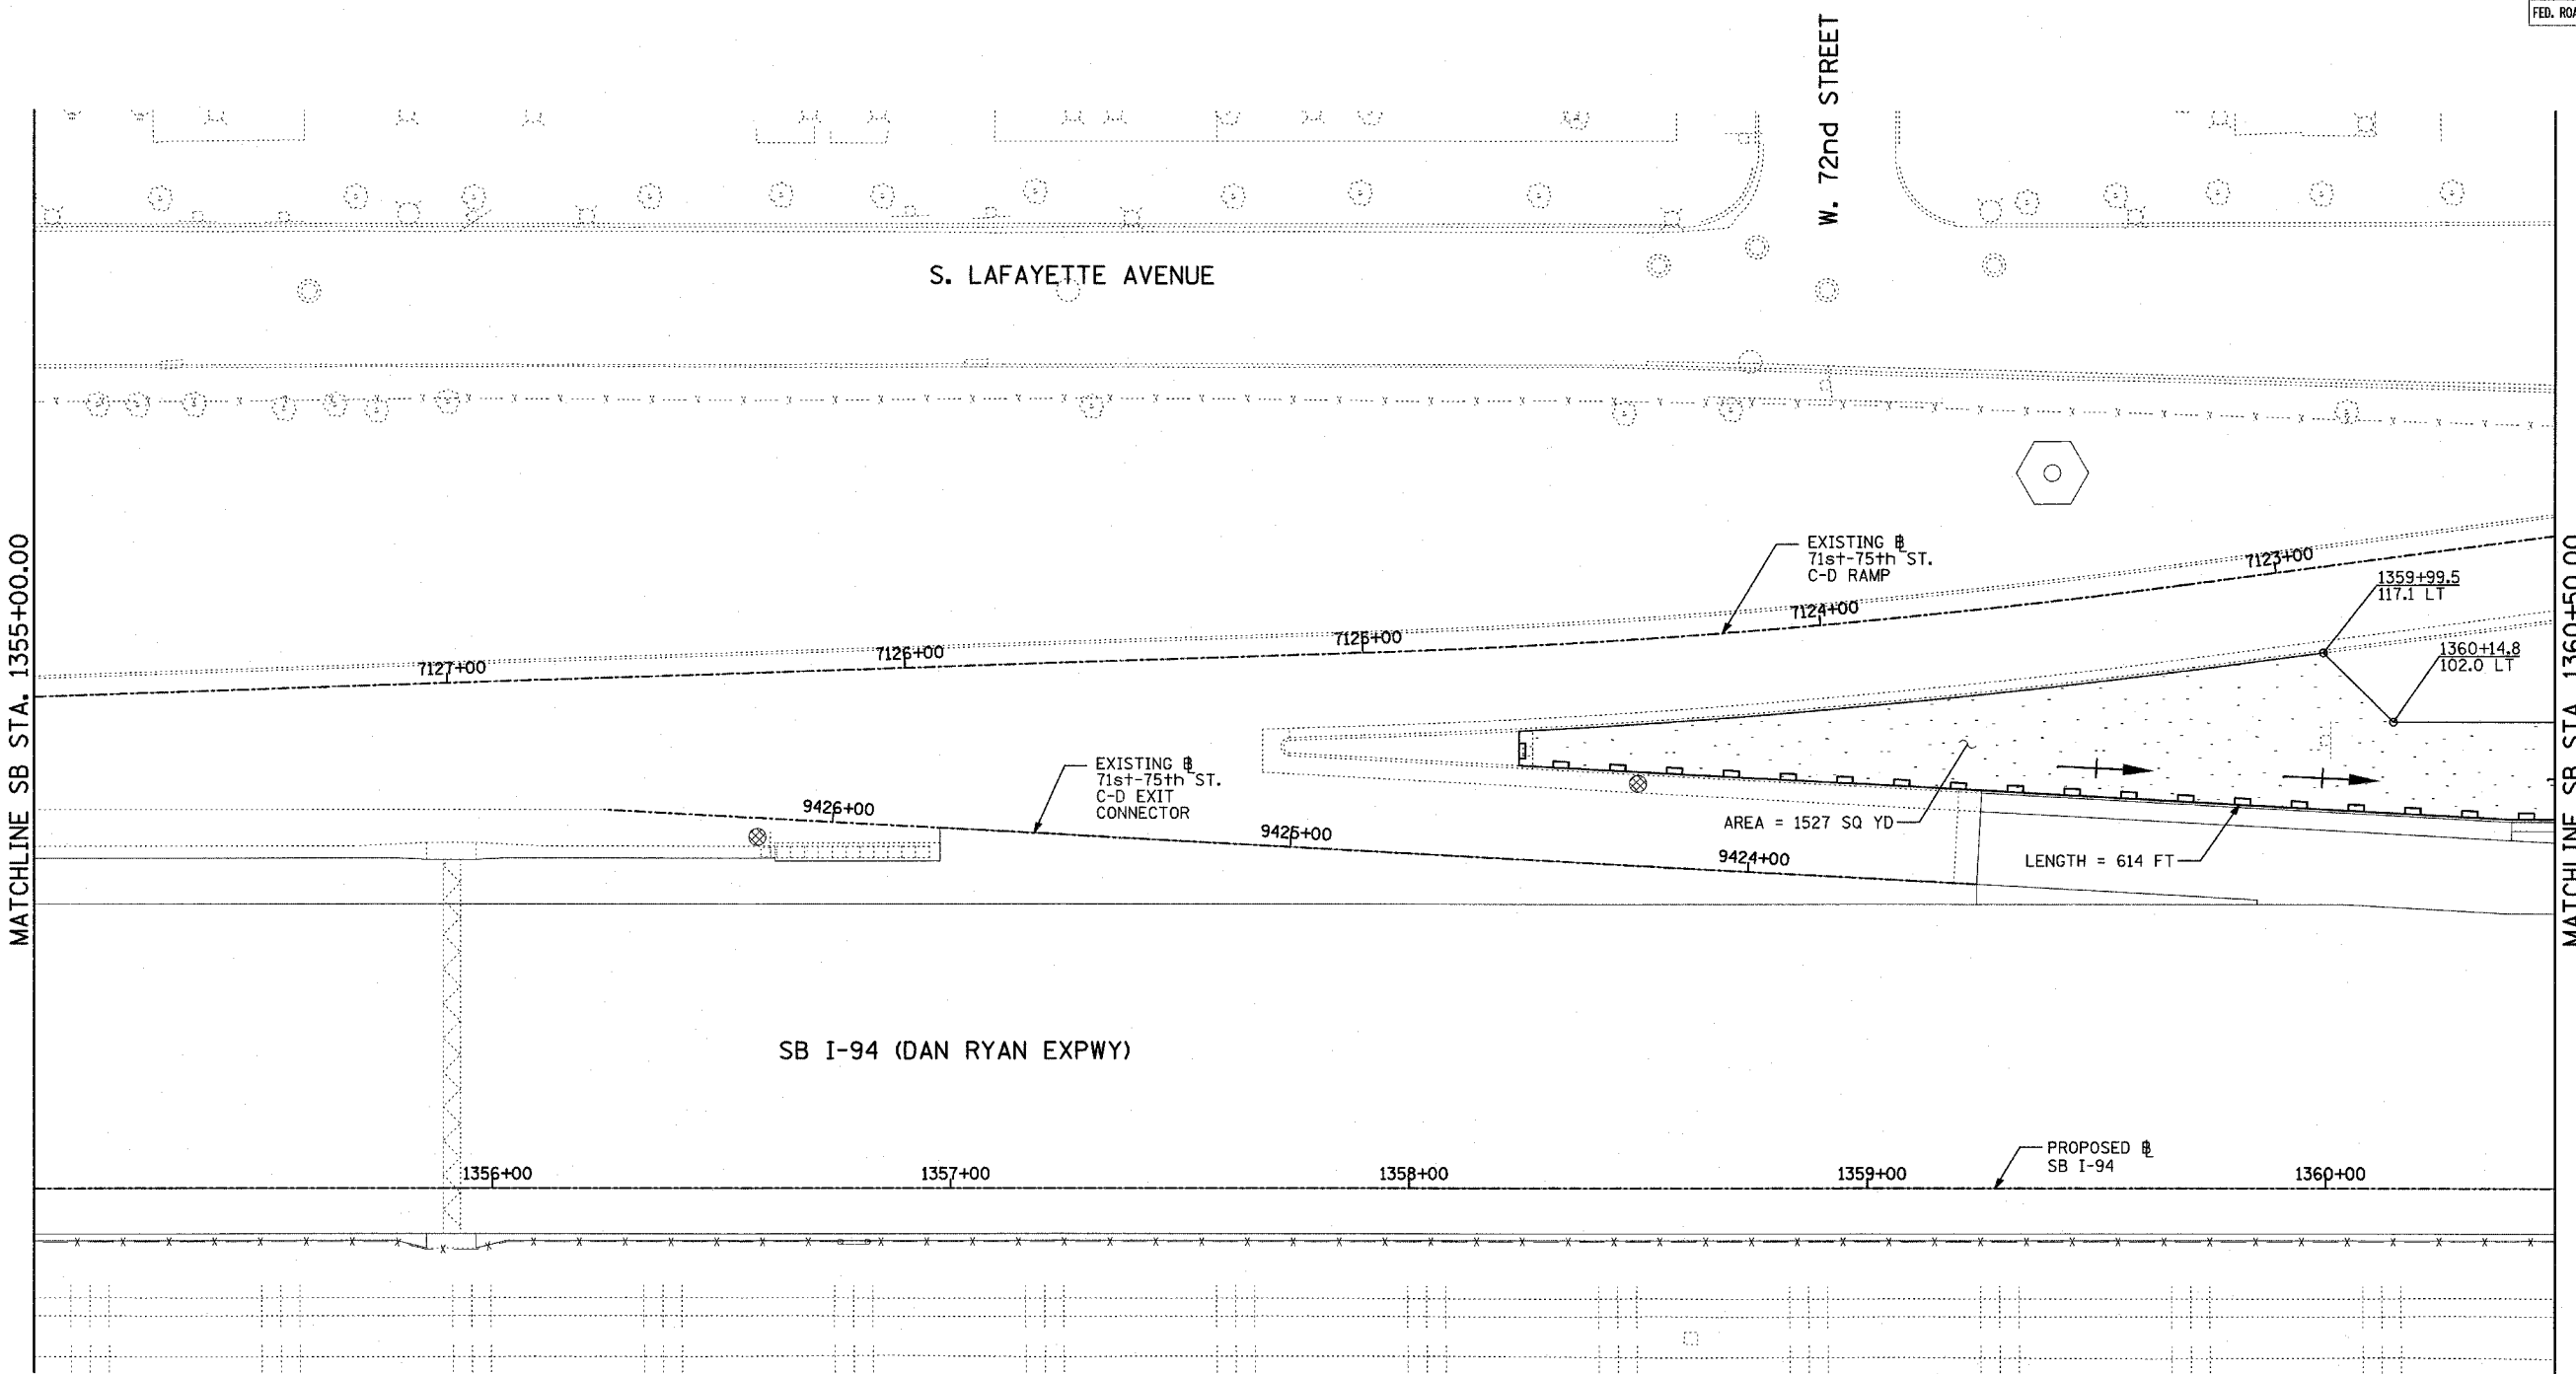 FED. ROA
W. 72nd STREET
S. LAFAYETTE AVENUE
MATCHLINE SB STA. 1355+00.00
MATCHLINE SB STA. 1360+50.00
EXISTING ℄
71st-75th ST.
C-D RAMP
7123+00
1359+99.5
117.1 LT
7124+00
7125+00
7126+00
7127+00
1360+14.8
102.0 LT
EXISTING ℄
71st-75th ST.
C-D EXIT
CONNECTOR
9426+00
9425+00
9424+00
AREA = 1527 SQ YD
LENGTH = 614 FT
SB I-94 (DAN RYAN EXPWY)
PROPOSED ℄
SB I-94
1356+00
1357+00
1358+00
1359+00
1360+00